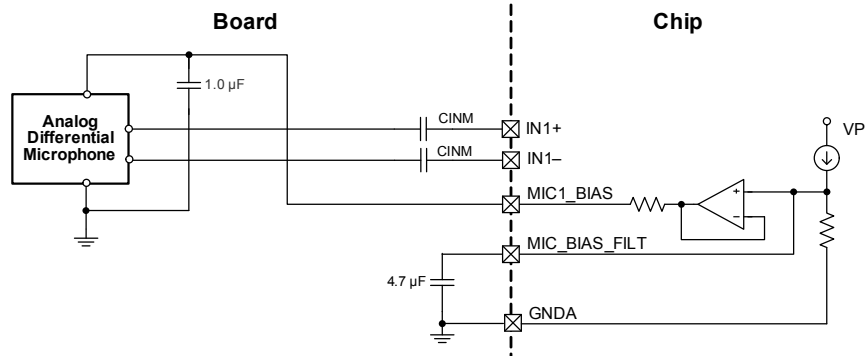 Board
Chip
1.0 µF
Analog
Differential
Microphone
CINM
IN1+
CINM
IN1–
VP
+
–
MIC1_BIAS
MIC_BIAS_FILT
4.7 µF
GNDA